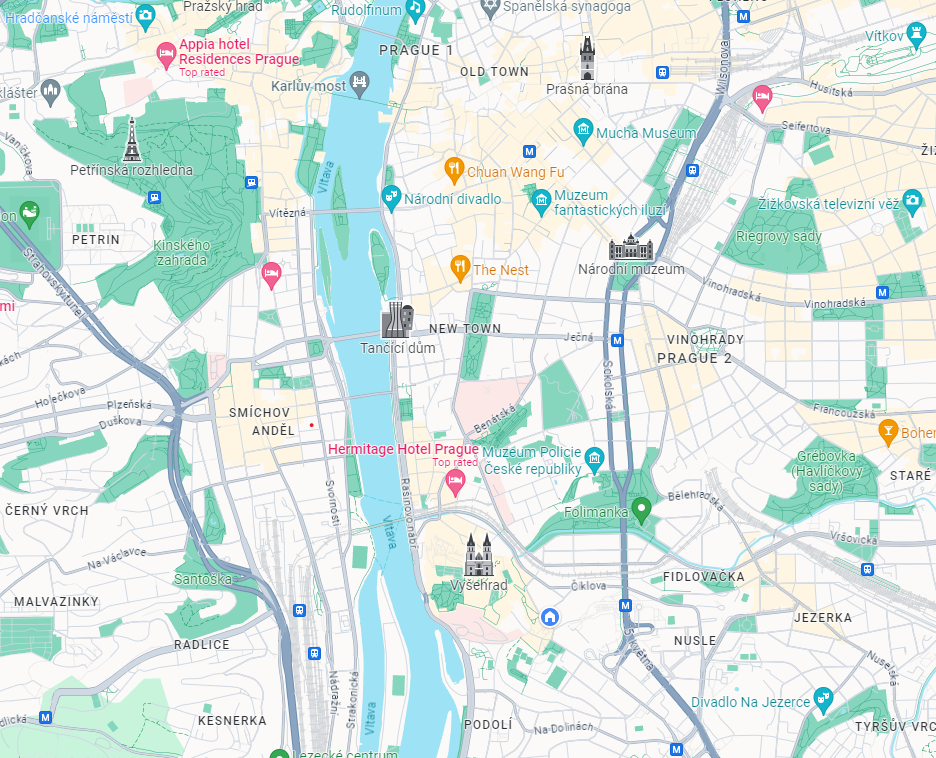 Pražský hrad
Rudolfinum
Španělská synagoga
Hradčanské náměstí
M
Appia hotel
Residences Prague
Top rated
PRAGUE 1
Vítkov
OLD TOWN
Wilsonova
Karlův most
Prašná brána
Husitská
klášter
Seifertova
Mucha Museum
Vaníčkova
Petřínská rozhledna
M
Chuan Wang Fu
Vltava
Národní divadlo
Muzeum
fantastických iluzí
Žižkovská televizní věž
Vítězná
PETRIN
Kinského
zahrada
Riegrovy sady
Strahovský tunel
The Nest
Národní muzeum
Vinohradská
M
Vinohradská
NEW TOWN
Ječná
M
VINOHRADY
Tančící dům
PRAGUE 2
Sokolská
Holečkova
Plzeňská
Duškova
SMÍCHOV
ANDĚL
Benátská
Francouzská
Bohem
Hermitage Hotel Prague
Top rated
Muzeum Policie
České republiky
Grébovka
(Havlíčkovy
sady)
STARÉ
Svornosti
Rašínovo nábř.
Bělehradská
ČERNÝ VRCH
Folimanka
Vltava
Vršovická
Na Václavce
Santoška
Vyšehrad
Čiklova
FIDLOVAČKA
MALVAZINKY
M
JEZERKA
RADLICE
5. května
NUSLE
Nuselská
Nádražní
Strakonická
Vltava
Divadlo Na Jezerce
M
KESNERKA
PODOLÍ
Na Dolinách
TYRŠŮV VRC
M
Lezecké centrum